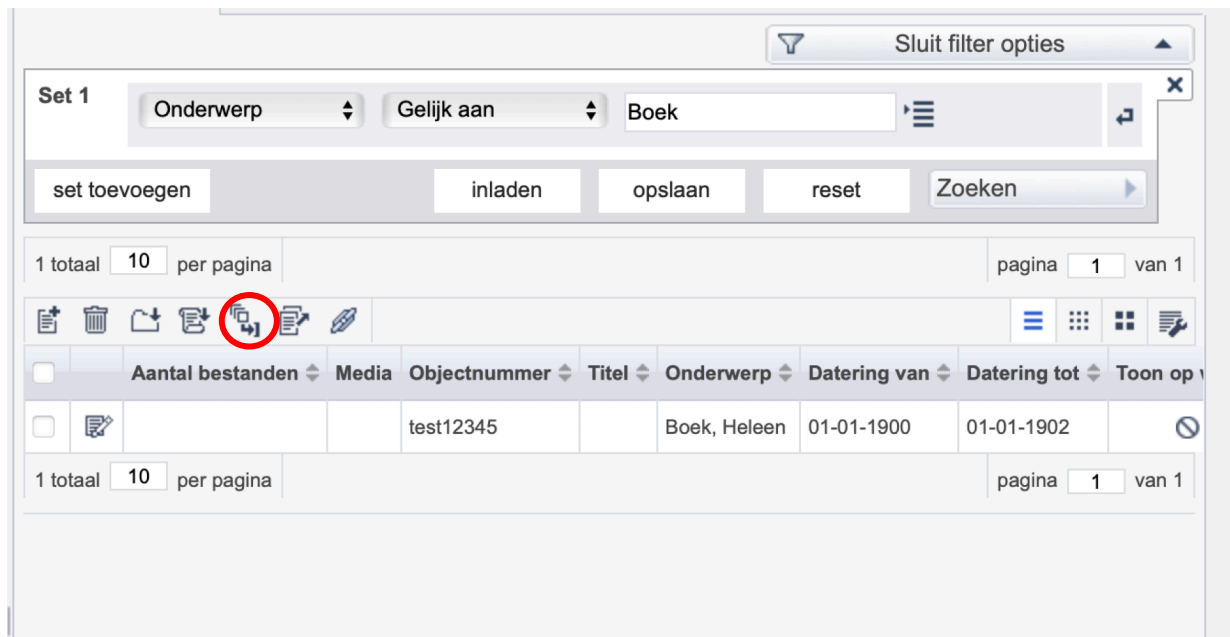 Sluit filter opties
Set 1 Onderwerp Gelijk aan Boek
set toevoegen inladen opslaan reset Zoeken
1 totaal 10 per pagina pagina 1 van 1
Aantal bestanden Media Objectnummer Titel Onderwerp Datering van Datering tot Toon op
test12345 Boek, Heleen 01-01-1900 01-01-1902
1 totaal 10 per pagina pagina 1 van 1